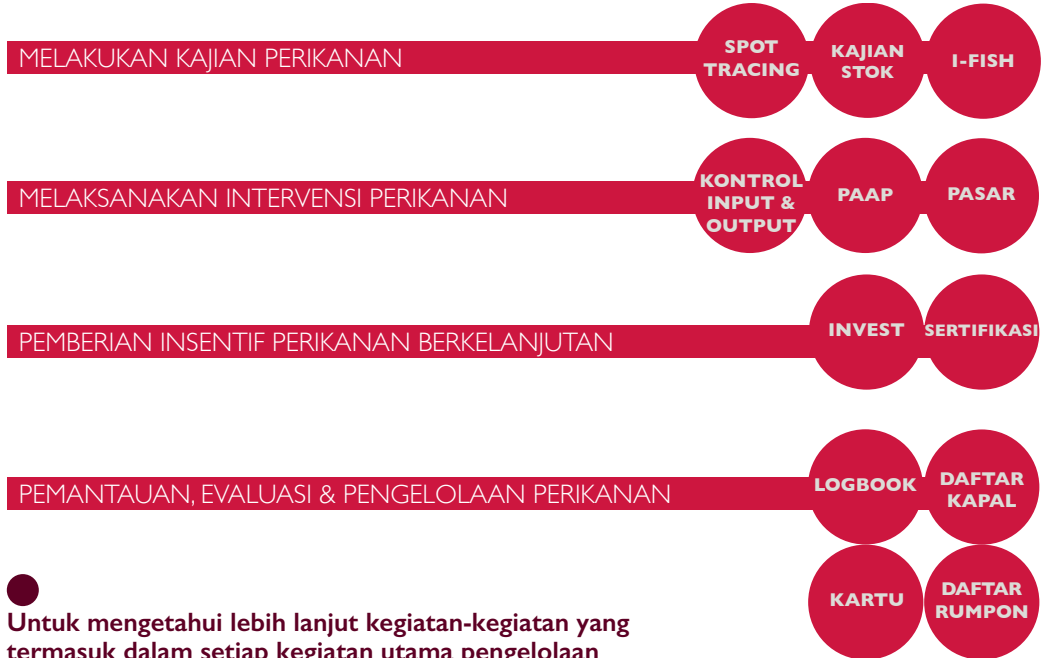 MELAKUKAN KAJIAN PERIKANAN
SPOT
TRACING
KAJIAN
STOK
I-FISH
MELAKSANAKAN INTERVENSI PERIKANAN
KONTROL
INPUT &
OUTPUT
PAAP
PASAR
PEMBERIAN INSENTIF PERIKANAN BERKELANJUTAN
INVEST
SERTIFIKASI
PEMANTAUAN, EVALUASI & PENGELOLAAN PERIKANAN
LOGBOOK
DAFTAR
KAPAL
KARTU
DAFTAR
RUMPON
Untuk mengetahui lebih lanjut kegiatan-kegiatan yang
termasuk dalam setiap kegiatan utama pengelolaan